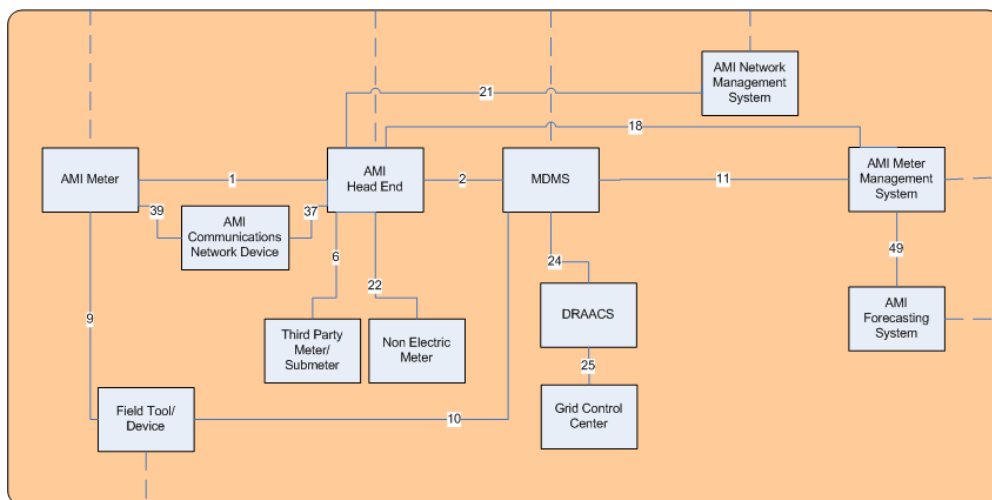 AMI Network
Management
System
21
18
AMI Meter
1
AMI
Head End
2
MDMS
11
AMI Meter
Management
System
39
AMI
Communications
Network Device
37
6
22
24
49
9
Third Party
Meter/
Submeter
Non Electric
Meter
DRAACS
AMI
Forecasting
System
25
Field Tool/
Device
10
Grid Control
Center